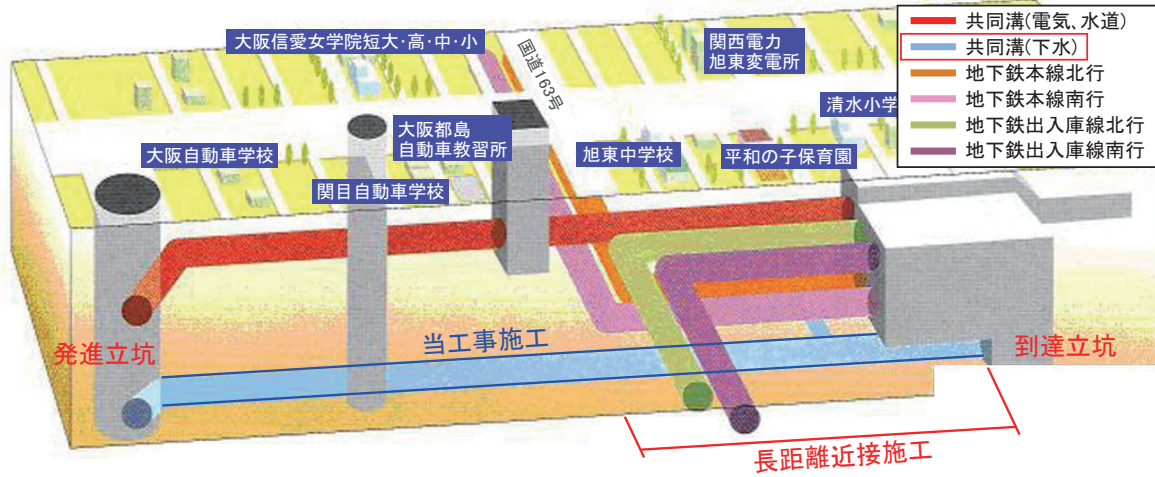 大阪信愛女学院短大・高・中・小
国道163号
関西電力
旭東変電所
共同溝(電気、水道)
共同溝(下水)
地下鉄本線北行
地下鉄本線南行
地下鉄出入庫線北行
地下鉄出入庫線南行
清水小学
大阪自動車学校
大阪都島
自動車教習所
関目自動車学校
旭東中学校
平和の子保育園
発進立坑
当工事施工
到達立坑
長距離近接施工